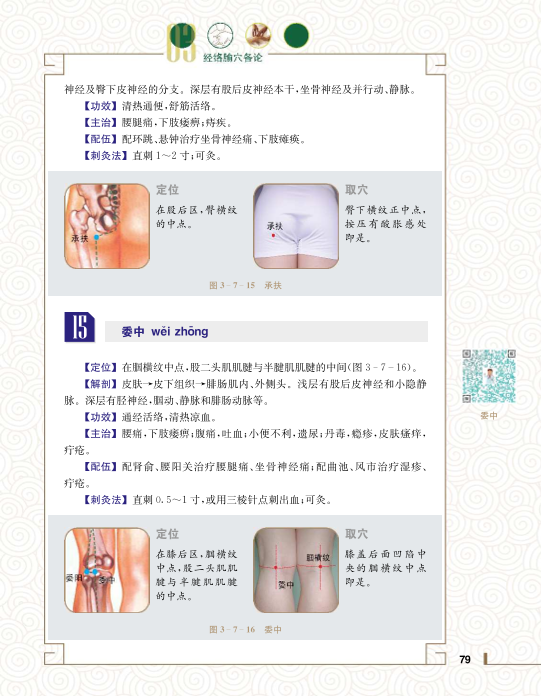 03
经络腧穴各论
神经及臀下皮神经的分支。深层有股后皮神经本干,坐骨神经及并行动、静脉。
【功效】清热通便,舒筋活络。
【主治】腰腿痛,下肢痿痹;痔疾。
【配伍】配环跳、悬钟治疗坐骨神经痛、下肢瘫痪。
【刺灸法】直刺1～2寸;可灸。
承扶
定位
在股后区,臀横纹
的中点。
承扶
取穴
臀下横纹正中点,
按压有酸胀感处
即是。
图3-7-15 承扶
15
委中 wěi zhōng
【定位】在腘横纹中点,股二头肌肌腱与半腱肌肌腱的中间(图3-7-16)。
【解剖】皮肤→皮下组织→腓肠肌内、外侧头。浅层有股后皮神经和小隐静
脉。深层有胫神经,腘动、静脉和腓肠动脉等。
【功效】通经活络,清热凉血。
【主治】腰痛,下肢痿痹;腹痛,吐血;小便不利,遗尿;丹毒,瘾疹,皮肤瘙痒,
疔疮。
【配伍】配肾俞、腰阳关治疗腰腿痛、坐骨神经痛;配曲池、风市治疗湿疹、
疔疮。
【刺灸法】直刺0.5～1寸,或用三棱针点刺出血;可灸。
委中
委阳
委中
定位
在膝后区,腘横纹
中点,股二头肌肌
腱与半腱肌肌腱
的中点。
腘横纹
委中
取穴
膝盖后面凹陷中
央的腘横纹中点
即是。
图3-7-16 委中
79